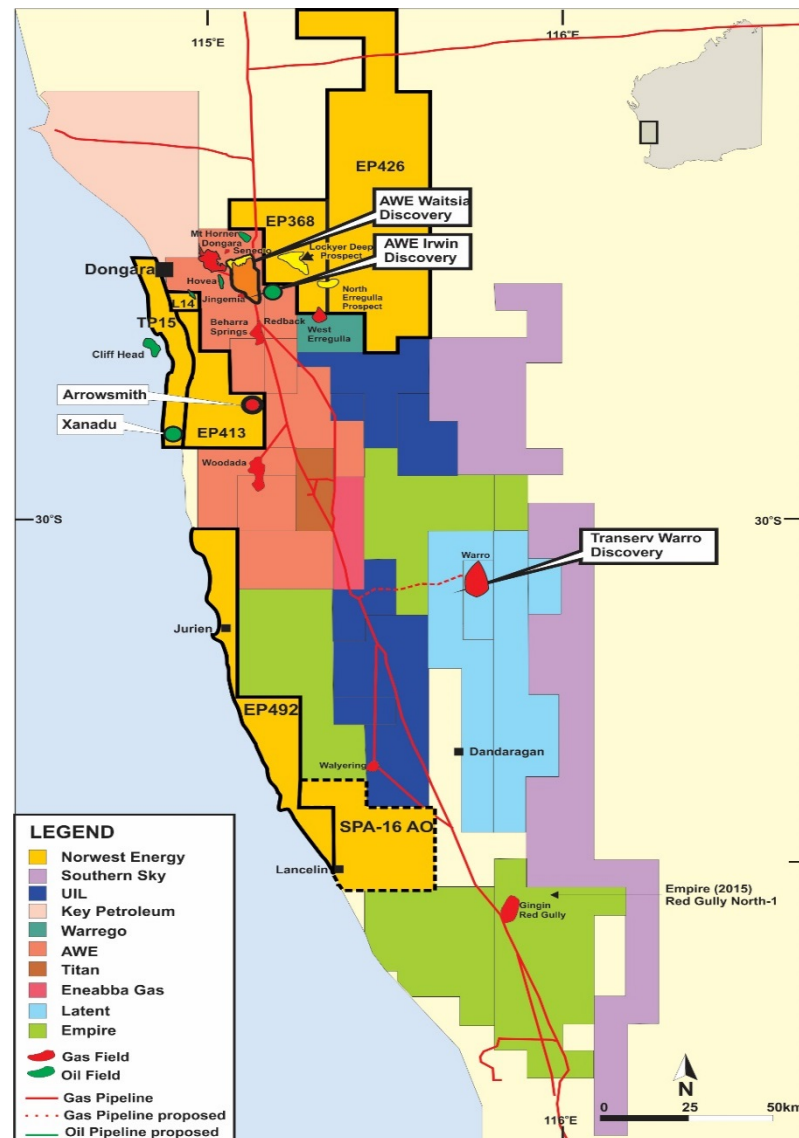 115°E
116°E
EP426
AWE Waitsia
Discovery
EP368
Mt Horner
Dongara
Senecio
Lockyer Deep
Prospect
AWE Irwin
Discovery
Dongara
Hovea
Jingemia
North
Erregulla
Prospect
L14
TP15
Redback
Beharra
Springs
West
Erregulla
Cliff Head
Arrowsmith
Xanadu
EP413
Woodada
30°S
30°S
Transerv Warro
Discovery
Warro
Jurien
EP492
Dandaragan
Walyering
SPA-16 AO
Lancelin
Empire (2015)
Red Gully North-1
Gingin
Red Gully
LEGEND
Norwest Energy
Southern Sky
UIL
Key Petroleum
Warrego
AWE
Titan
Eneabba Gas
Latent
Empire
Gas Field
Oil Field
Gas Pipeline
Gas Pipeline proposed
Oil Pipeline proposed
N
0 25 50km
116°E